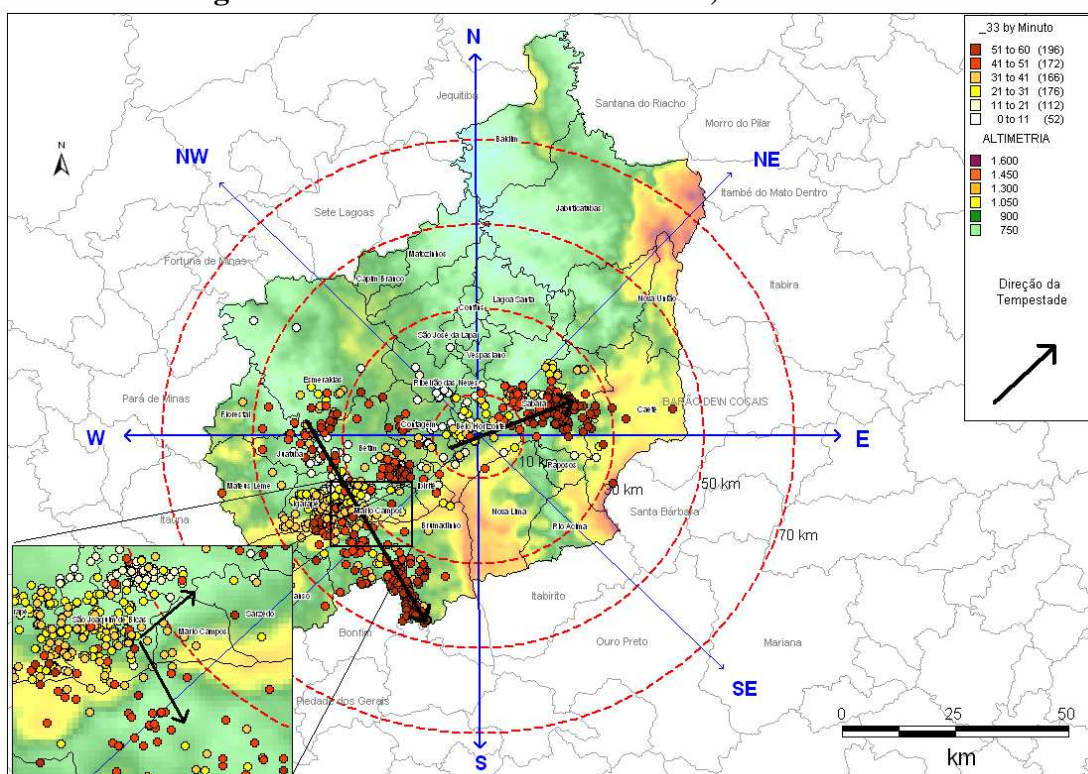 N
Jequitibá
Santana do Riacho
Baldim
Morro do Pilar
NW
NE
N
Itambé do Mato Dentro
Jaboticatubas
Sete Lagoas
Matozinhos
Fortuna de Minas
Capim Branco
Itabira
Lagoa Santa
Nova União
Confins
São José da Lapa
Vespasiano
Esmeraldas
Ribeirão das Neves
Pará de Minas
Sabará
BARÃO DEW COCAIS
Florestal
Caeté
Contagem
Belo Horizonte
W
E
Juatuba
Betim
10 km
Raposos
Mateus Leme
Ibirité
30 km
50 km
Igarapé
Mário Campos
Nova Lima
Santa Bárbara
Itaúna
Brumadinho
Rio Acima
70 km
Itabirito
Bonfim
Ouro Preto
Mariana
SE
Piedade dos Gerais
S
Sarzedo
São Joaquim de Bicas
Mário Campos
_33 by Minuto
51 to 60 (196)
41 to 51 (172)
31 to 41 (166)
21 to 31 (176)
11 to 21 (112)
0 to 11 (52)
ALTIMETRIA
1.600
1.450
1.300
1.050
900
750
Direção da
Tempestade
0 25 50
km